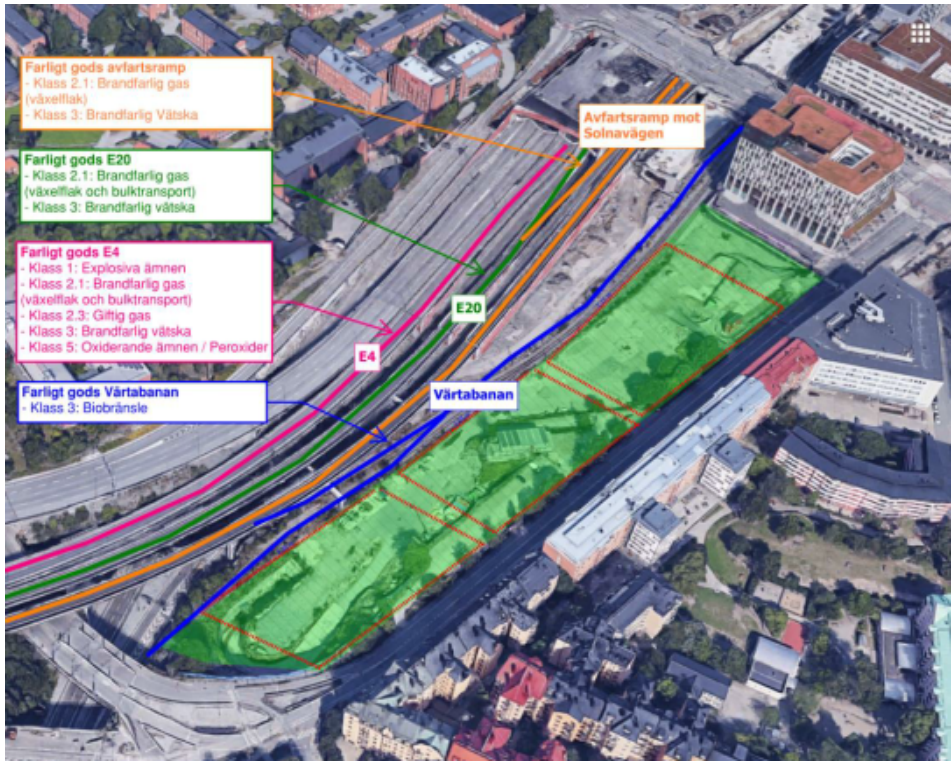 Farligt gods avfartsramp
- Klass 2.1: Brandfarlig gas
(växelflak)
- Klass 3: Brandfarlig Vätska
Avfartsramp mot
Solnavägen
Farligt gods E20
- Klass 2.1: Brandfarlig gas
(växelflak och bulktransport)
- Klass 3: Brandfarlig vätska
Farligt gods E4
- Klass 1: Explosiva ämnen
- Klass 2.1: Brandfarlig gas
(växelflak och bulktransport)
- Klass 2.3: Giftig gas
- Klass 3: Brandfarlig vätska
- Klass 5: Oxiderande ämnen / Peroxider
E20
E4
Farligt gods Värtabanan
- Klass 3: Biobränsle
Värtabanan